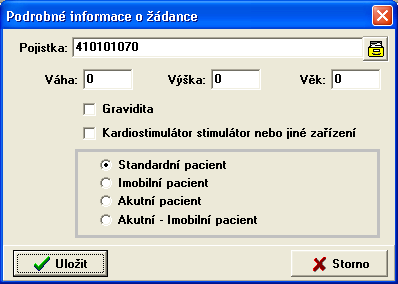 Podrobné informace o žádance
Pojistka: 410101070
Váha: 0 Výška: 0 Věk: 0
Gravidita
Kardiostimulátor stimulátor nebo jiné zařízení
Standardní pacient
Imobilní pacient
Akutní pacient
Akutní - Imobilní pacient
Uložit Storno